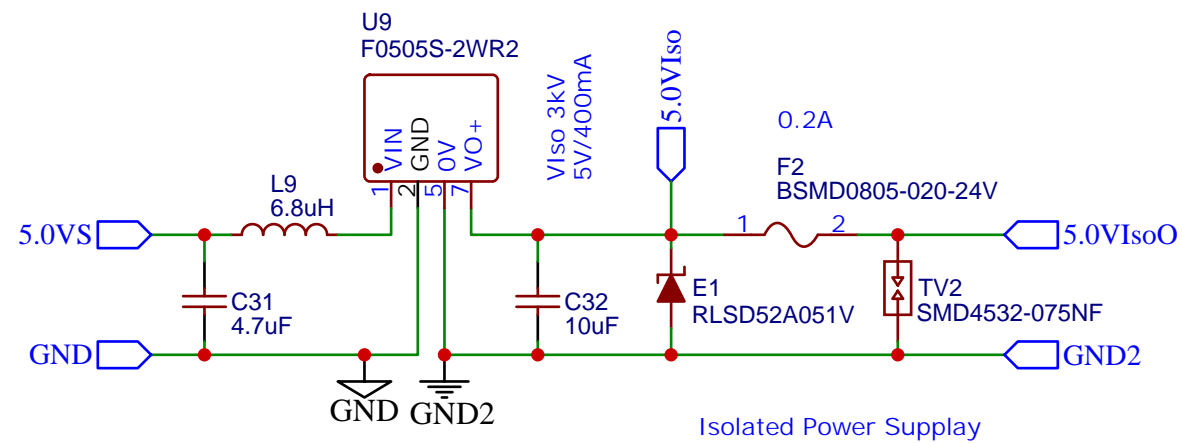 U9
F0505S-2WR2
VIso 3kV
5V/400mA
5.0VIso
0.2A
F2
BSMD0805-020-24V
VIN
GND
0V
VO+
1
2
5
7
L9
6.8uH
1
2
5.0VS
5.0VIsoO
C31
4.7uF
C32
10uF
E1
RLSD52A051V
TV2
SMD4532-075NF
GND
GND2
GND
GND2
Isolated Power Supplay